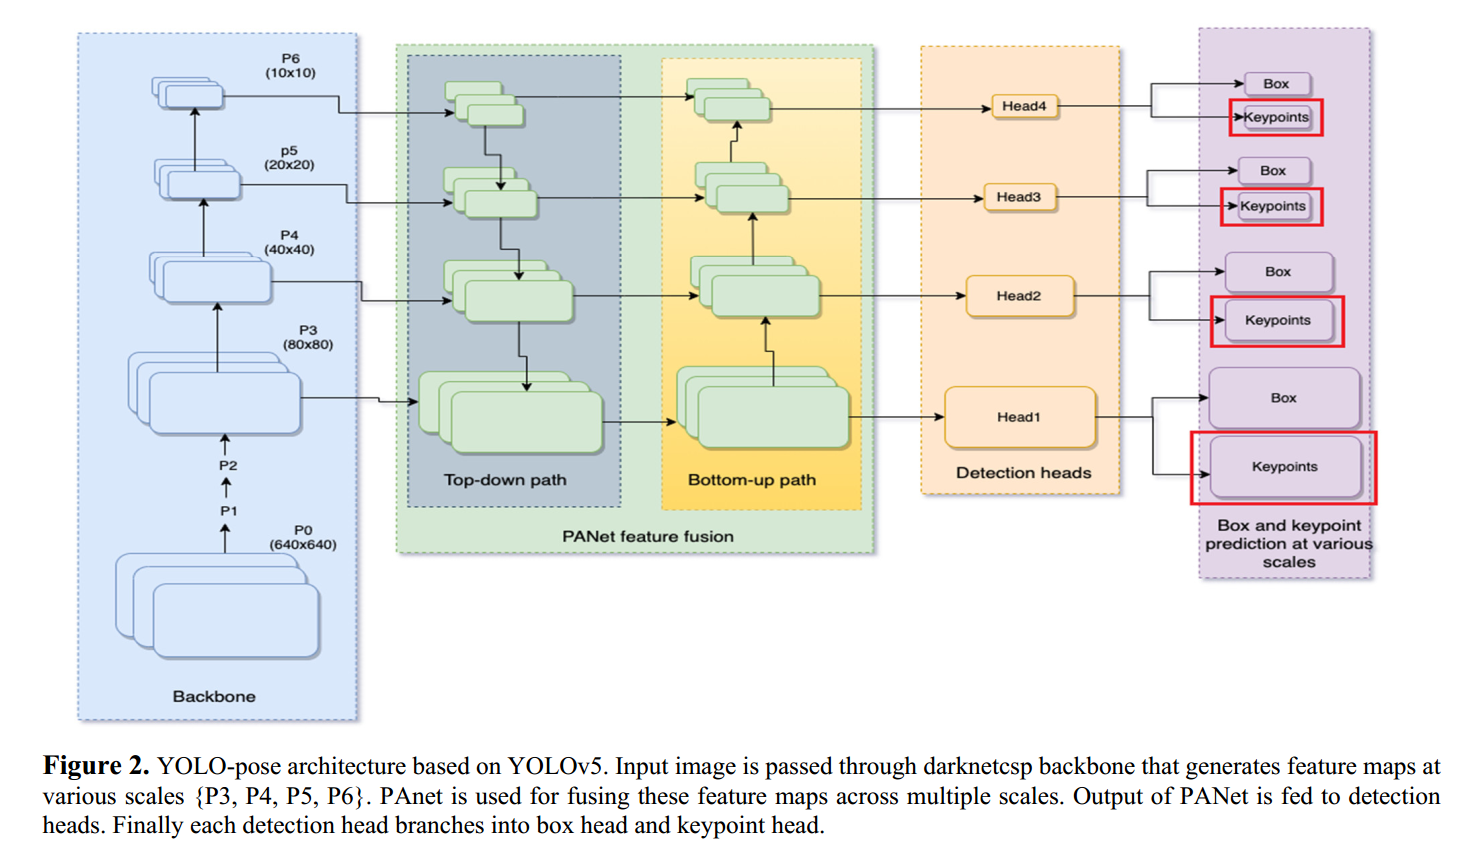 P6
(10x10)
p5
(20x20)
P4
(40x40)
P3
(80x80)
P2
P1
P0
(640x640)
Backbone
Top-down path
Bottom-up path
PANet feature fusion
Head4
Head3
Head2
Head1
Detection heads
Box
Keypoints
Box
Keypoints
Box
Keypoints
Box
Keypoints
Box and keypoint
prediction at various
scales
Figure 2. YOLO-pose architecture based on YOLOv5. Input image is passed through darknetcsp backbone that generates feature maps at
various scales {P3, P4, P5, P6}. PAnet is used for fusing these feature maps across multiple scales. Output of PANet is fed to detection
heads. Finally each detection head branches into box head and keypoint head.